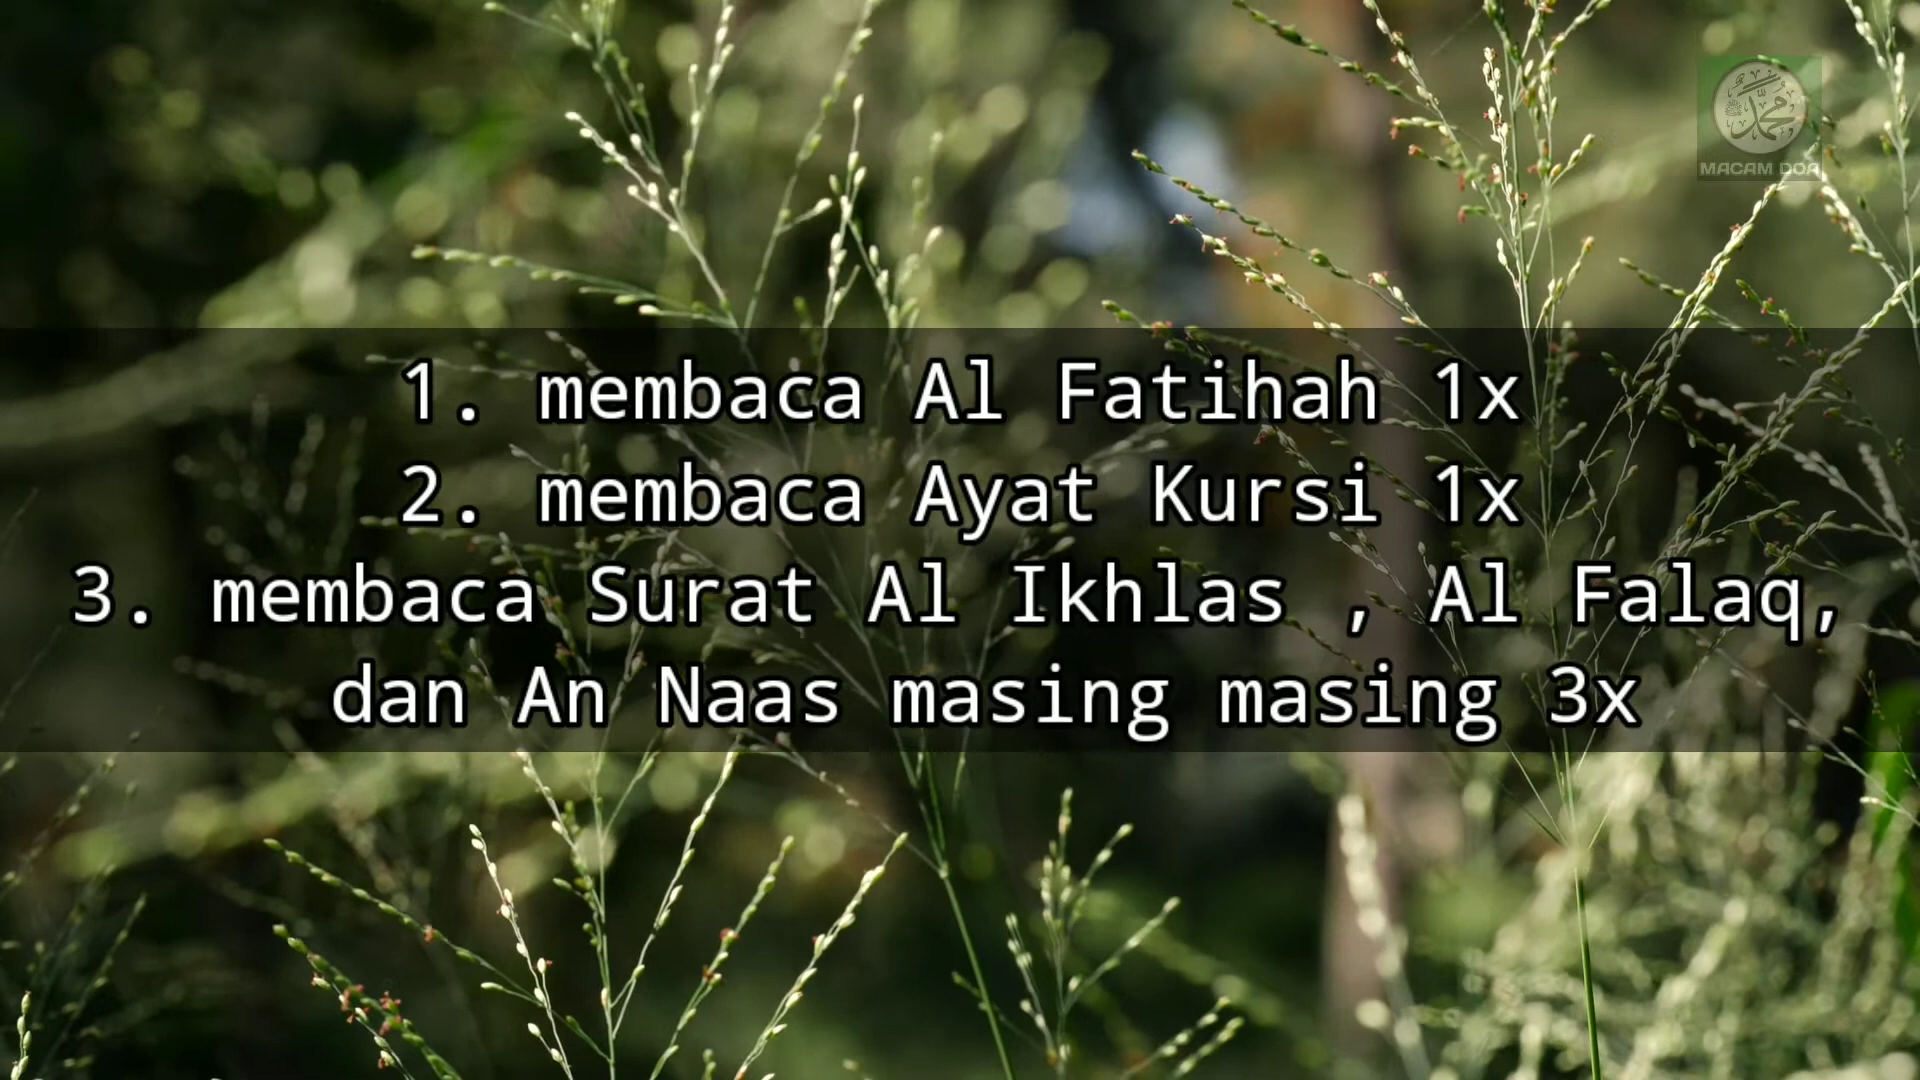 محمد
MACAM DOA
1. membaca Al Fatihah 1x
2. membaca Ayat Kursi 1x
3. membaca Surat Al Ikhlas , Al Falaq,
dan An Naas masing masing 3x